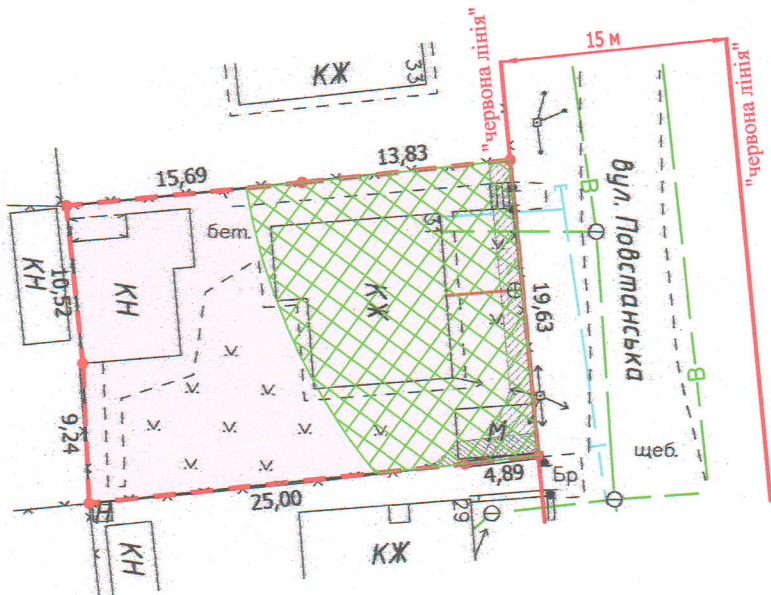 15 м
"червона лінія"
"червона лінія"
КЖ
33
13,83
15,69
вул. Повстанська
В
бет.
31
КН
10,52
КН
КЖ
19,63
В
9,24
М
щеб.
4,89
Бр
25,00
29
КЖ
КН